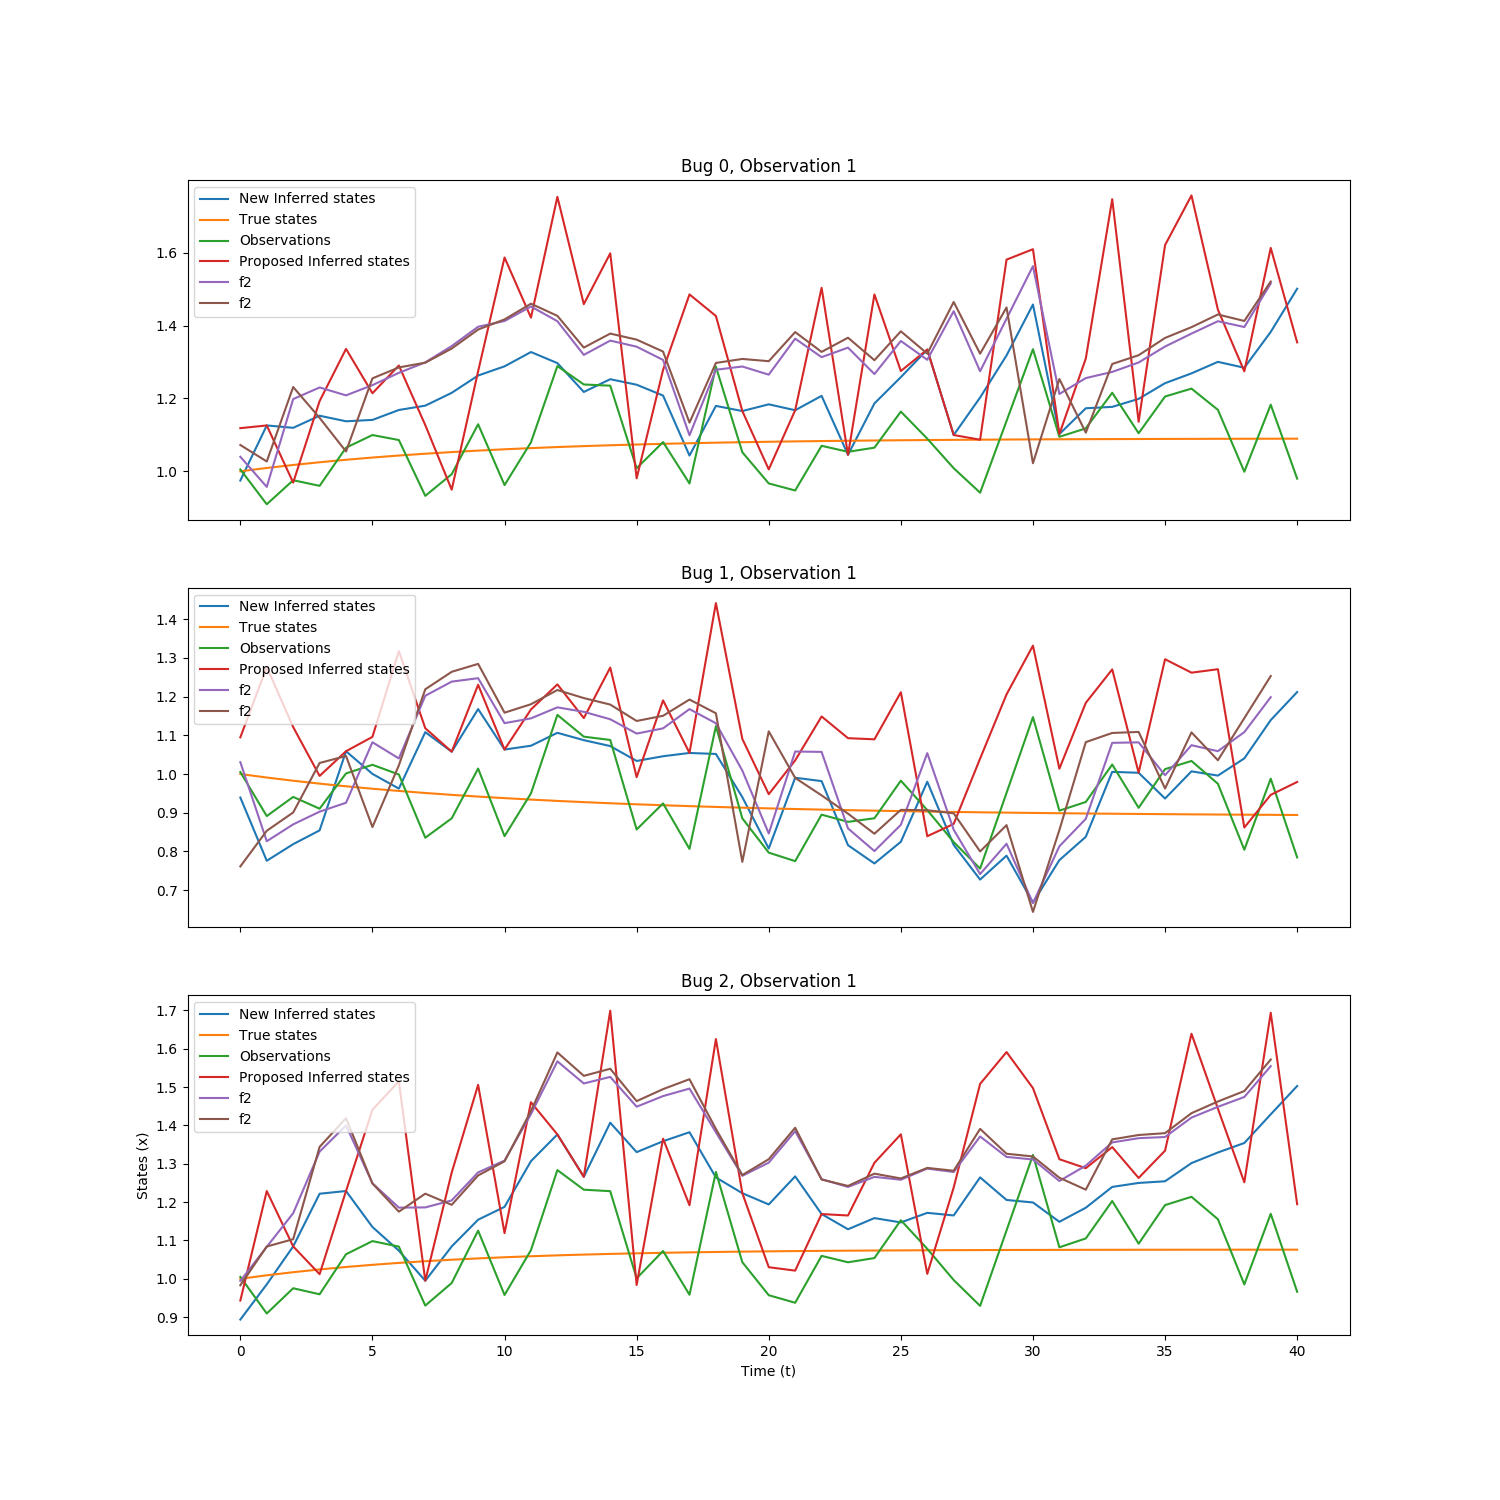 Bug 0, Observation 1
New Inferred states
True states
Observations
Proposed Inferred states
f2
f2
1.6
1.4
1.2
1.0
Bug 1, Observation 1
New Inferred states
True states
Observations
Proposed Inferred states
f2
f2
1.4
1.3
1.2
1.1
1.0
0.9
0.8
0.7
Bug 2, Observation 1
New Inferred states
True states
Observations
Proposed Inferred states
f2
f2
1.7
1.6
1.5
1.4
1.3
1.2
1.1
1.0
0.9
States (x)
0 5 10 15 20 25 30 35 40
Time (t)